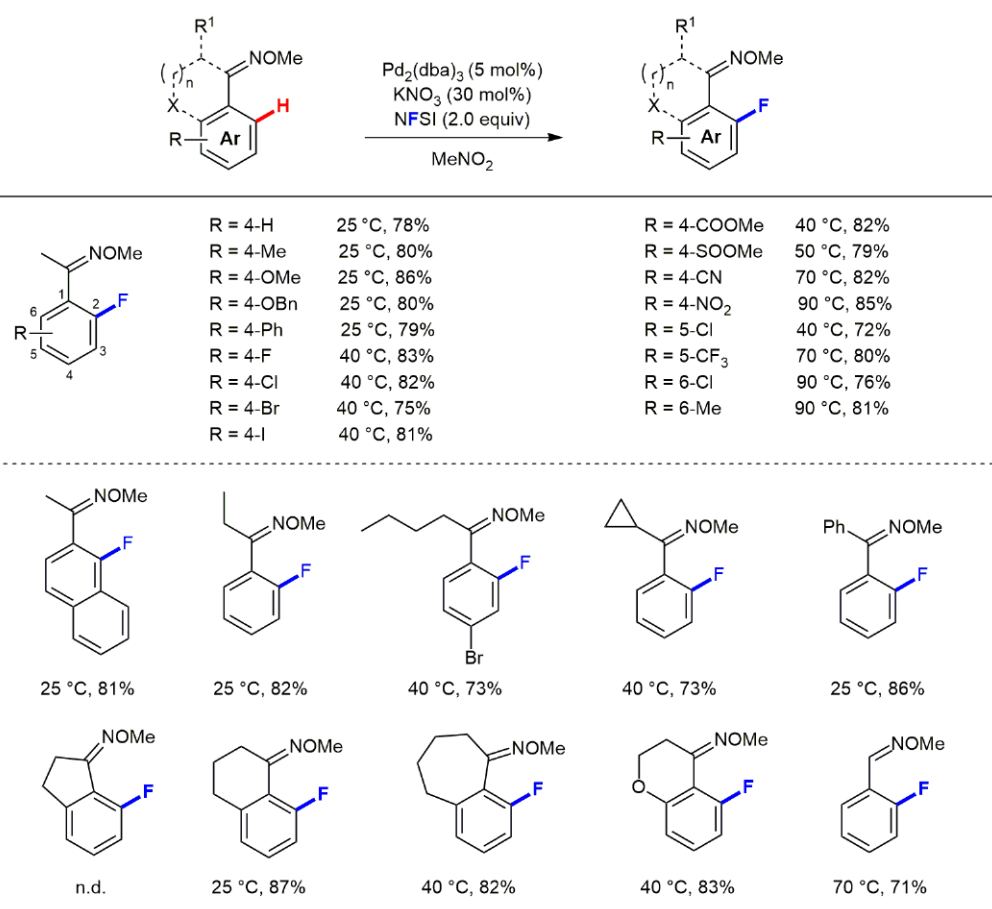 R¹
NOMe
( )n
X
H
R
Ar
Pd₂(dba)₃ (5 mol%)
KNO₃ (30 mol%)
NFSI (2.0 equiv)
MeNO₂
R¹
NOMe
( )n
X
F
R
Ar
NOMe
1
2
F
6
R
5
3
4
R = 4-H 25 °C, 78%
R = 4-Me 25 °C, 80%
R = 4-OMe 25 °C, 86%
R = 4-OBn 25 °C, 80%
R = 4-Ph 25 °C, 79%
R = 4-F 40 °C, 83%
R = 4-Cl 40 °C, 82%
R = 4-Br 40 °C, 75%
R = 4-I 40 °C, 81%
R = 4-COOMe 40 °C, 82%
R = 4-SOOMe 50 °C, 79%
R = 4-CN 70 °C, 82%
R = 4-NO₂ 90 °C, 85%
R = 5-Cl 40 °C, 72%
R = 5-CF₃ 70 °C, 80%
R = 6-Cl 90 °C, 76%
R = 6-Me 90 °C, 81%
NOMe
F
25 °C, 81%
NOMe
F
25 °C, 82%
NOMe
F
Br
40 °C, 73%
NOMe
F
40 °C, 73%
Ph
NOMe
F
25 °C, 86%
NOMe
F
n.d.
NOMe
F
25 °C, 87%
NOMe
F
40 °C, 82%
NOMe
O
F
40 °C, 83%
NOMe
F
70 °C, 71%